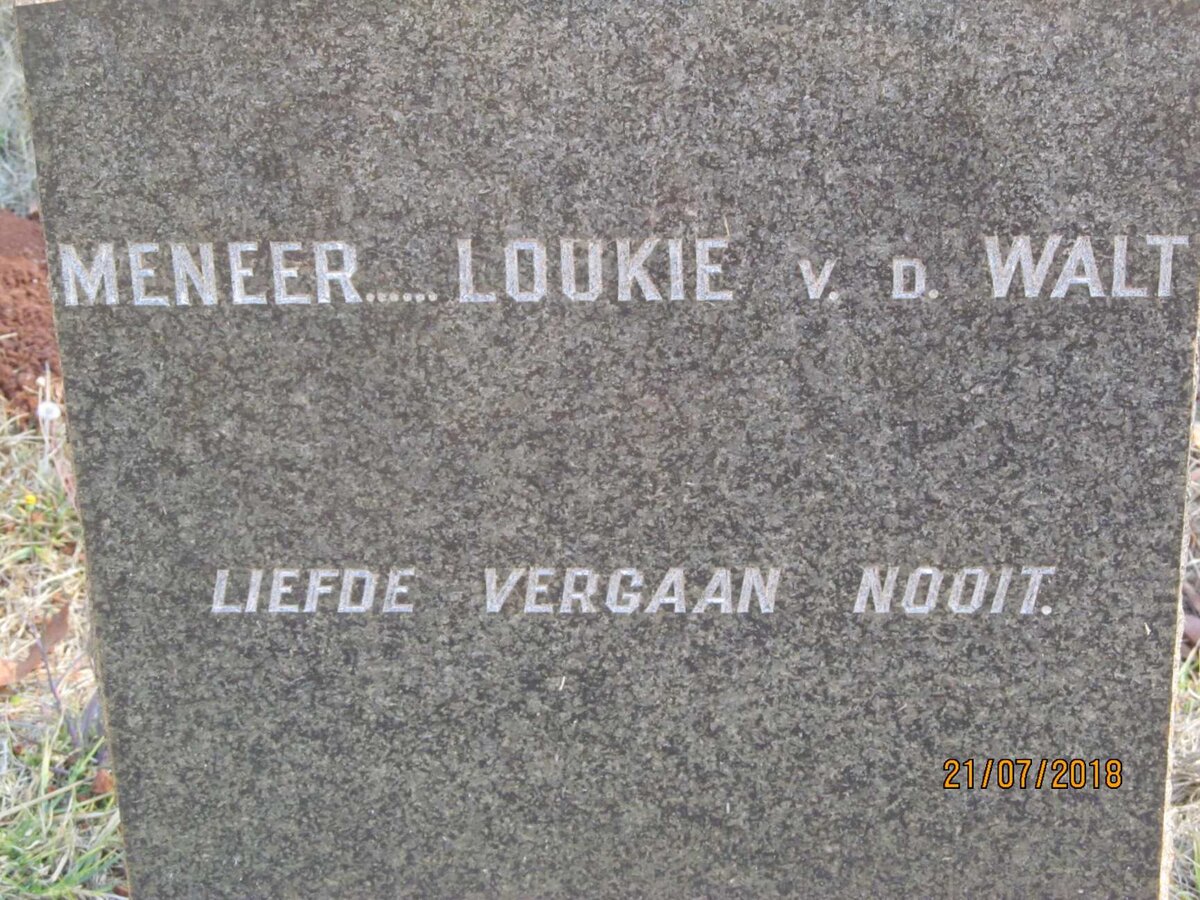 MENEER...... LOUKIE V. D. WALT
LIEFDE VERGAAN NOOIT.
21/07/2018